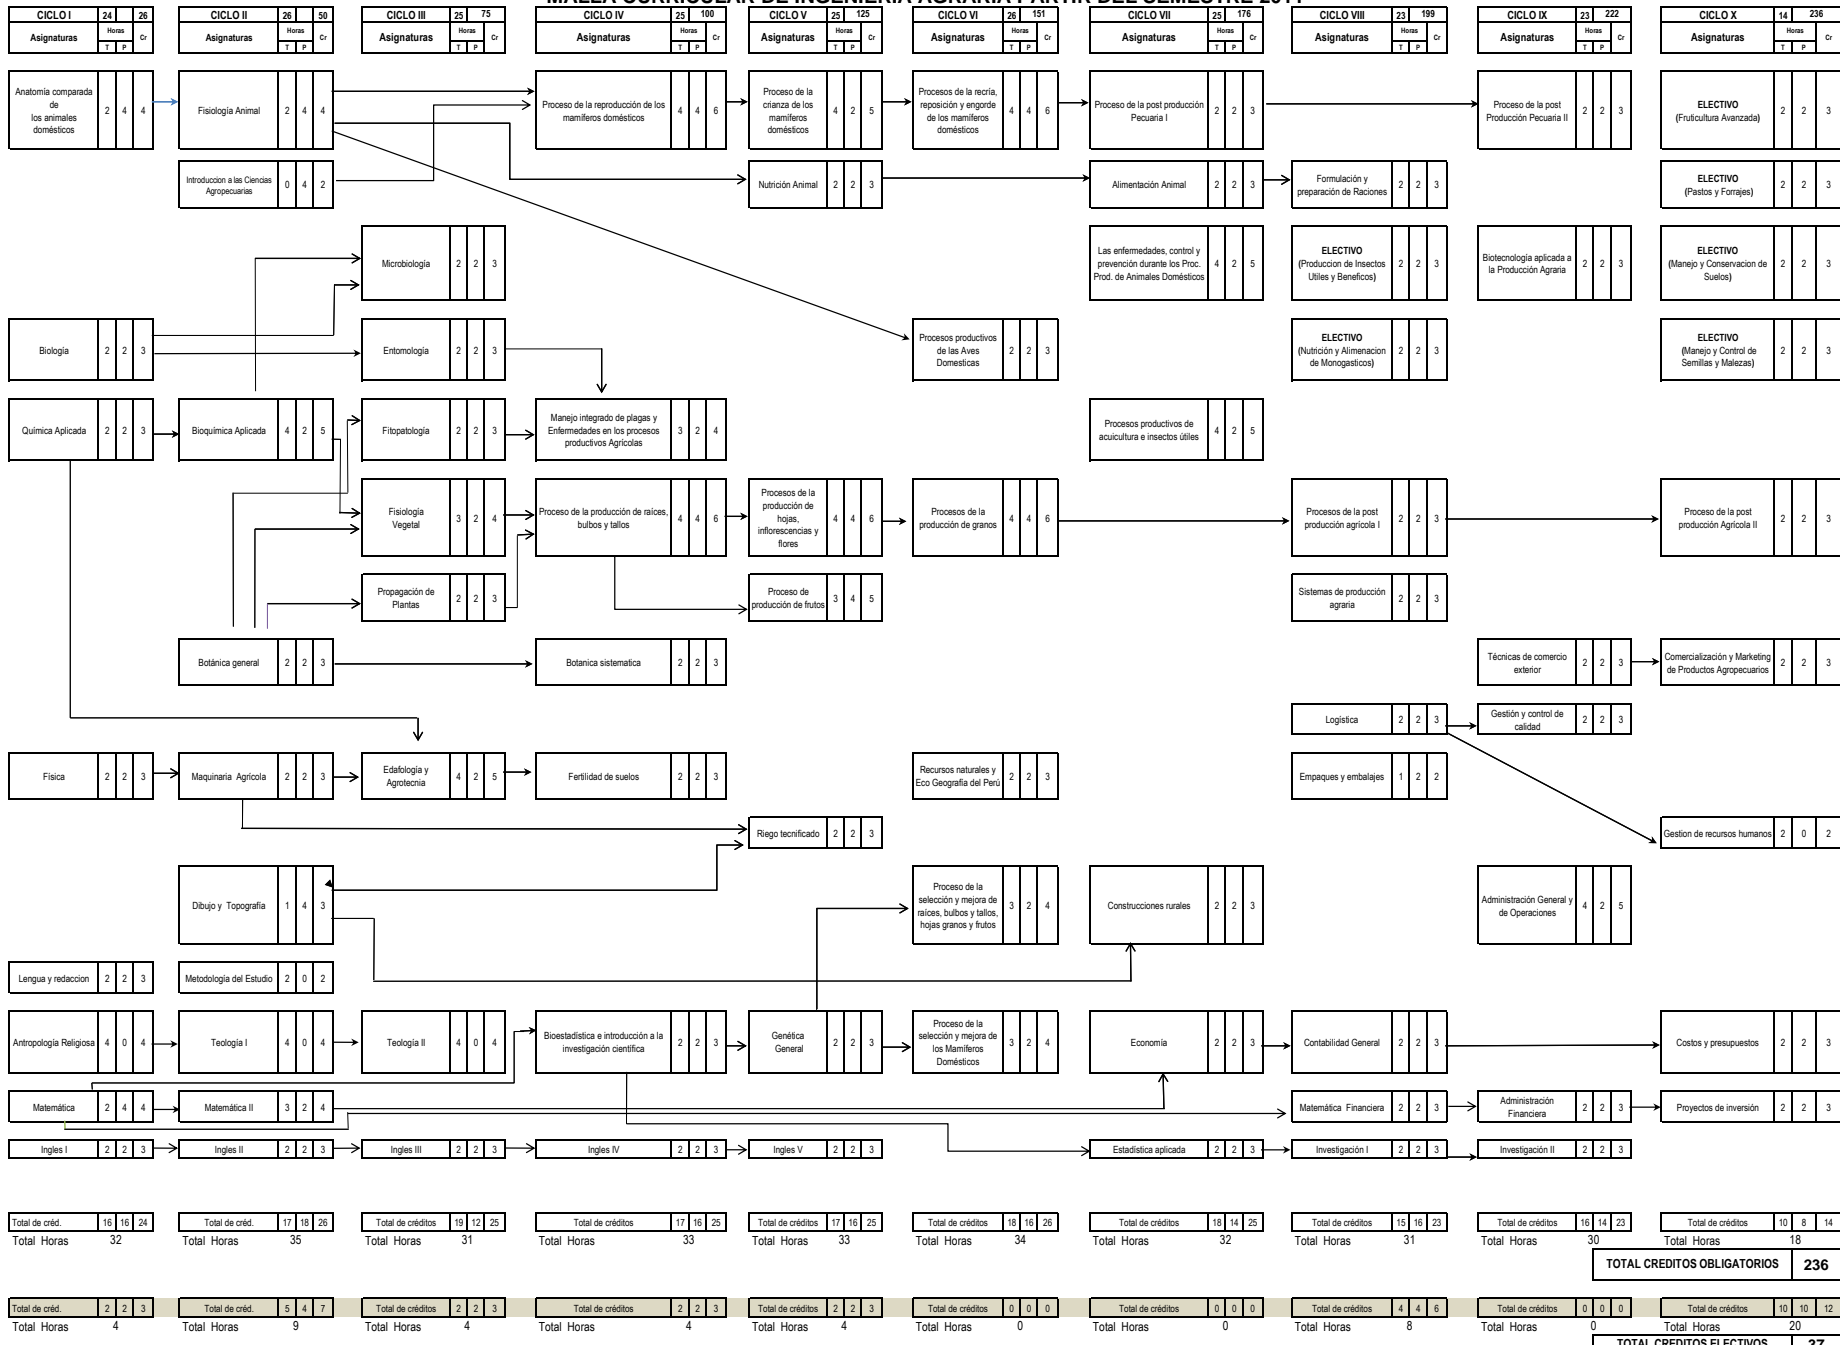 MALLA CURRICULAR DE INGENIERIA AGRARIA PARTIR DEL SEMESTRE 2011
CICLO I 24 26
Asignaturas
Horas
T P
Cr
CICLO II 26 50
Asignaturas
Horas
T P
Cr
CICLO III 25 75
Asignaturas
Horas
T P
Cr
CICLO IV 25 100
Asignaturas
Horas
T P
Cr
CICLO V 25 125
Asignaturas
Horas
T P
Cr
CICLO VI 26 151
Asignaturas
Horas
T P
Cr
CICLO VII 25 176
Asignaturas
Horas
T P
Cr
CICLO VIII 23 199
Asignaturas
Horas
T P
Cr
CICLO IX 23 222
Asignaturas
Horas
T P
Cr
CICLO X 14 236
Asignaturas
Horas
T P
Cr
Anatomía comparada
de
los animales
domésticos
2 4 4
Fisiología Animal 2 4 4
Proceso de la reproducción de los
mamíferos domésticos
4 4 6
Proceso de la
crianza de los
mamíferos
domésticos
4 2 5
Procesos de la recría,
reposición y engorde
de los mamíferos
domésticos
4 4 6
Proceso de la post producción
Pecuaria I
2 2 3
Proceso de la post
Producción Pecuaria II
2 2 3
ELECTIVO
(Fruticultura Avanzada)
2 2 3
Introduccion a las Ciencias
Agropecuarias
0 4 2
Nutrición Animal 2 2 3
Alimentación Animal 2 2 3
Formulación y
preparación de Raciones
2 2 3
ELECTIVO
(Pastos y Forrajes)
2 2 3
Microbiología 2 2 3
Las enfermedades, control y
prevención durante los Proc.
Prod. de Animales Domésticos
4 2 5
ELECTIVO
(Produccion de Insectos
Utiles y Beneficos)
2 2 3
Biotecnología aplicada a
la Producción Agraria
2 2 3
ELECTIVO
(Manejo y Conservacion de
Suelos)
2 2 3
Biología 2 2 3
Entomología 2 2 3
Procesos productivos
de las Aves
Domesticas
2 2 3
ELECTIVO
(Nutrición y Alimenacion
de Monogasticos)
2 2 3
ELECTIVO
(Manejo y Control de
Semillas y Malezas)
2 2 3
Química Aplicada 2 2 3
Bioquímica Aplicada 4 2 5
Fitopatología 2 2 3
Manejo integrado de plagas y
Enfermedades en los procesos
productivos Agrícolas
3 2 4
Procesos productivos de
acuicultura e insectos útiles
4 2 5
Fisiología
Vegetal
3 2 4
Proceso de la producción de raíces,
bulbos y tallos
4 4 6
Procesos de la
producción de
hojas,
inflorescencias y
flores
4 4 6
Procesos de la
producción de granos
4 4 6
Procesos de la post
producción agrícola I
2 2 3
Proceso de la post
producción Agrícola II
2 2 3
Propagación de
Plantas
2 2 3
Proceso de
producción de frutos
3 4 5
Sistemas de producción
agraria
2 2 3
Botánica general 2 2 3
Botanica sistematica 2 2 3
Técnicas de comercio
exterior
2 2 3
Comercialización y Marketing
de Productos Agropecuarios
2 2 3
Logística 2 2 3
Gestión y control de
calidad
2 2 3
Física 2 2 3
Maquinaria Agrícola 2 2 3
Edafología y
Agrotecnia
4 2 5
Fertilidad de suelos 2 2 3
Recursos naturales y
Eco Geografía del Perú
2 2 3
Empaques y embalajes 1 2 2
Riego tecnificado 2 2 3
Gestion de recursos humanos 2 0 2
Dibujo y Topografía 1 4 3
Proceso de la
selección y mejora de
raíces, bulbos y tallos,
hojas granos y frutos
3 2 4
Construcciones rurales 2 2 3
Administración General y
de Operaciones
4 2 5
Lengua y redaccion 2 2 3
Metodología del Estudio 2 0 2
Antropología Religiosa 4 0 4
Teología I 4 0 4
Teología II 4 0 4
Bioestadística e introducción a la
investigación científica
2 2 3
Genética
General
2 2 3
Proceso de la
selección y mejora de
los Mamíferos
Domésticos
3 2 4
Economía 2 2 3
Contabilidad General 2 2 3
Costos y presupuestos 2 2 3
Matemática 2 4 4
Matemática II 3 2 4
Matemática Financiera 2 2 3
Administración
Financiera
2 2 3
Proyectos de inversión 2 2 3
Ingles I 2 2 3
Ingles II 2 2 3
Ingles III 2 2 3
Ingles IV 2 2 3
Ingles V 2 2 3
Estadística aplicada 2 2 3
Investigación I 2 2 3
Investigación II 2 2 3
Total de créd. 16 16 24
Total de créd. 17 18 26
Total de créditos 19 12 25
Total de créditos 17 16 25
Total de créditos 17 16 25
Total de créditos 18 16 26
Total de créditos 18 14 25
Total de créditos 15 16 23
Total de créditos 16 14 23
Total de créditos 10 8 14
Total Horas 32
Total Horas 35
Total Horas 31
Total Horas 33
Total Horas 33
Total Horas 34
Total Horas 32
Total Horas 31
Total Horas 30
Total Horas 18
TOTAL CREDITOS OBLIGATORIOS 236
Total de créd. 2 2 3
Total de créd. 5 4 7
Total de créditos 2 2 3
Total de créditos 2 2 3
Total de créditos 2 2 3
Total de créditos 0 0 0
Total de créditos 0 0 0
Total de créditos 4 4 6
Total de créditos 0 0 0
Total de créditos 10 10 12
Total Horas 4
Total Horas 9
Total Horas 4
Total Horas 4
Total Horas 4
Total Horas 0
Total Horas 0
Total Horas 8
Total Horas 0
Total Horas 20
TOTAL CREDITOS ELECTIVOS 37